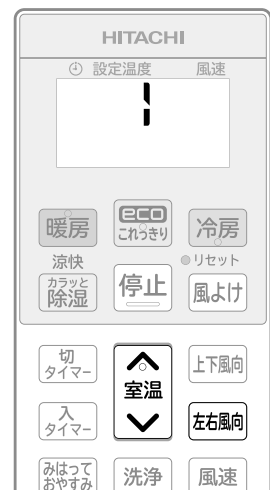 HITACHI
設定温度 風速
1
暖房 eco これっきり 冷房
涼快 リセット
カラッと 除湿 停止 風よけ
切 タイマー 室温 上下風向
入 タイマー 左右風向
みはって おやすみ 洗浄 風速